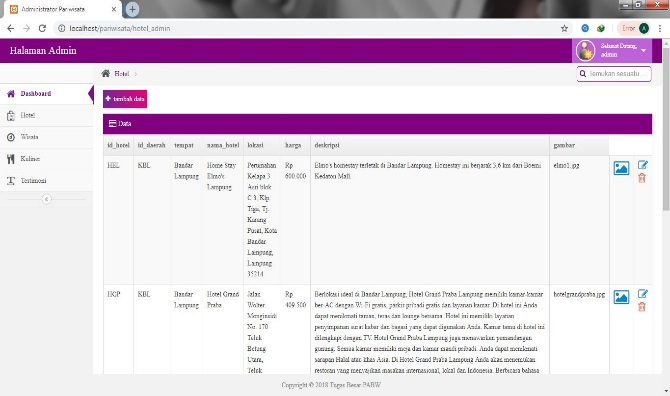 Administrator Pariwisata
localhost/pariwisata/hotel_admin
Error
A
Halaman Admin
Selamat Datang,
admin
Hotel
Temukan sesuatu ...
Dashboard
Hotel
Wisata
Kuliner
Testimoni
+ tambah data
Data
id_hotel id_daerah tempat nama_hotel lokasi harga deskripsi gambar
HEL KBL Bandar Lampung
Home Stay
Elmo's
Lampung
Perumahan
Kelapa 3
Asri blok
C 3, Klp.
Tiga, Tj.
Karang
Pusat, Kota
Bandar
Lampung,
Lampung
35214
Rp
600.000
Elmo's homestay terletak di Bandar Lampung. Homestay ini berjarak 3,6 km dari Boemi
Kedaton Mall.
elmo1.jpg
HGP KBL Bandar Lampung
Hotel Grand
Praba
Jalan
Wolter
Monginsidi
No. 170
Teluk
Betung
Utara,
Teluk
Rp
409.500
Berlokasi ideal di Bandar Lampung, Hotel Grand Praba Lampung memiliki kamar-kamar
ber-AC dengan Wi-Fi gratis, parkir pribadi gratis dan layanan kamar. Di hotel ini Anda
dapat menikmati taman, teras dan lounge bersama. Hotel ini memiliki layanan
penyimpanan surat kabar dan bagasi yang dapat digunakan Anda. Kamar tamu di hotel ini
dilengkapi dengan TV. Hotel Grand Praba Lampung juga menawarkan pemandangan
gunung. Semua kamar memiliki meja dan kamar mandi pribadi. Anda dapat menikmati
sarapan Halal atau khas Asia. Di Hotel Grand Praba Lampung Anda akan menemukan
restoran yang menyajikan masakan internasional, lokal dan Indonesia. Berbicara bahasa
hotelgrandpraba.jpg
Copyright © 2018 Tugas Besar PABW